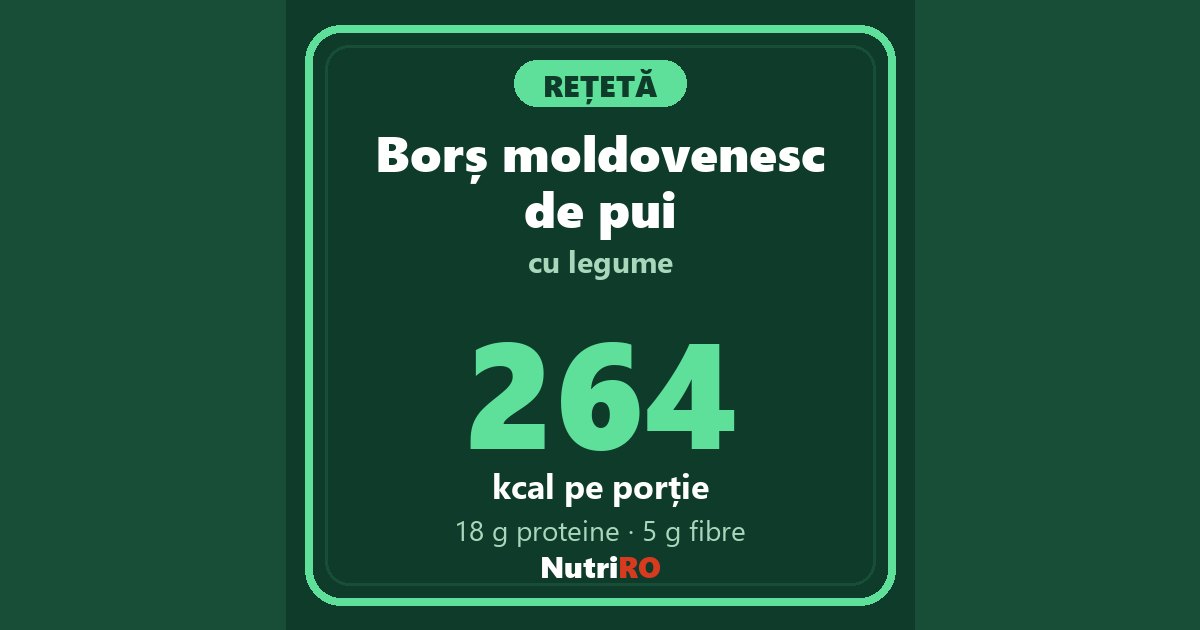 REȚETĂ
Borș moldovenesc
de pui
cu legume
264
kcal pe porție
18 g proteine · 5 g fibre
NutriRO